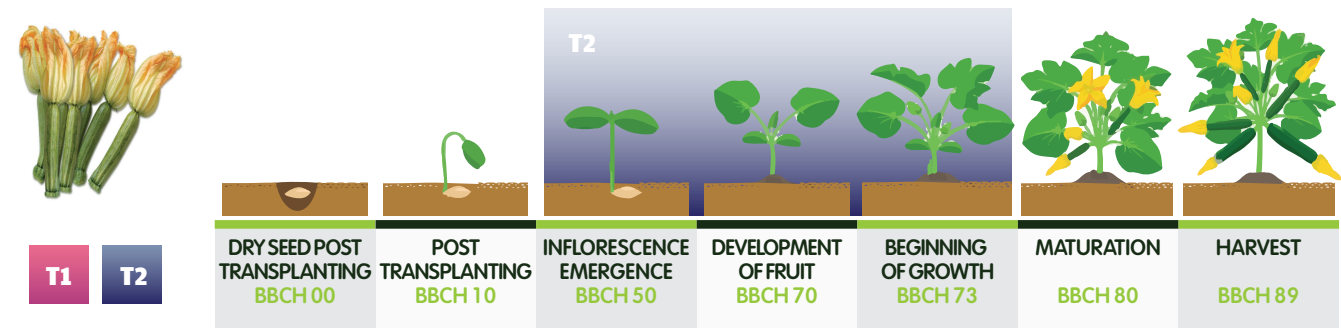 T2
T1
T2
DRY SEED POST
TRANSPLANTING
BBCH 00
POST
TRANSPLANTING
BBCH 10
INFLORESCENCE
EMERGENCE
BBCH 50
DEVELOPMENT
OF FRUIT
BBCH 70
BEGINNING
OF GROWTH
BBCH 73
MATURATION
BBCH 80
HARVEST
BBCH 89